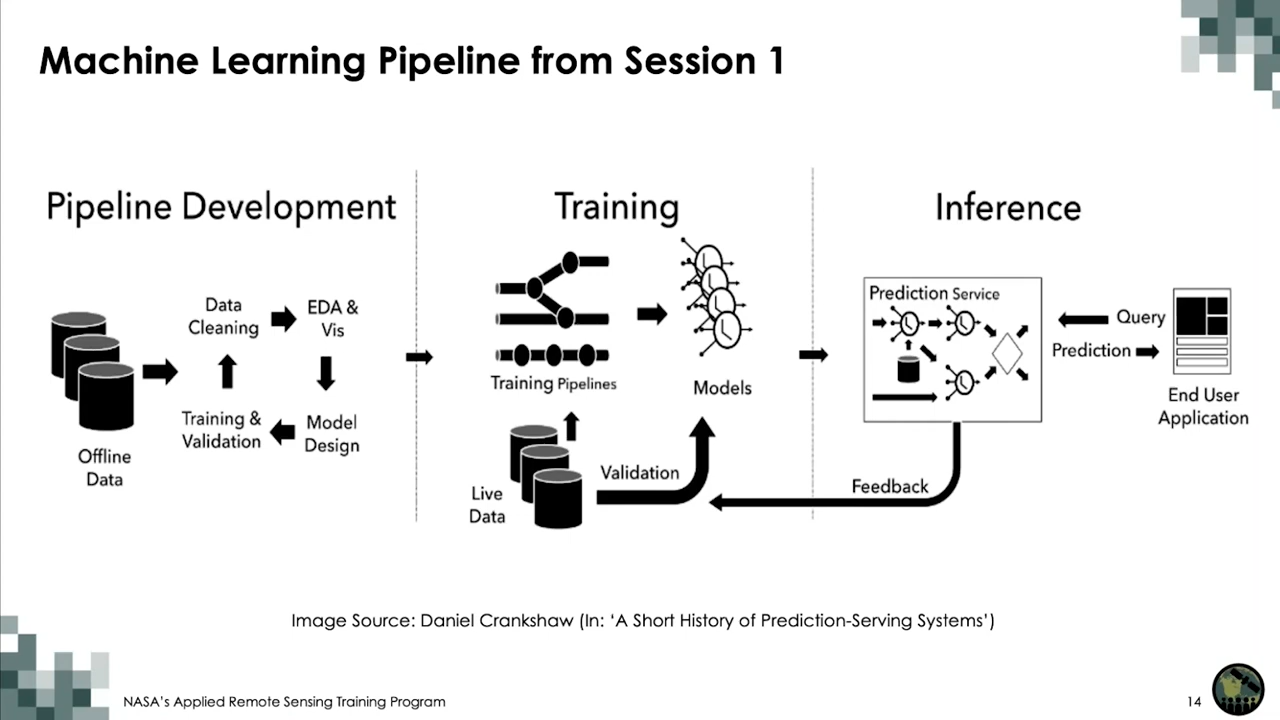 Machine Learning Pipeline from Session 1
Pipeline Development
Training
Inference
Data
Cleaning
EDA &
Vis
Training &
Validation
Model
Design
Offline
Data
Training Pipelines
Models
Live
Data
Validation
Prediction Service
Query
Prediction
End User
Application
Feedback
Image Source: Daniel Crankshaw (In: ‘A Short History of Prediction-Serving Systems’)
NASA’s Applied Remote Sensing Training Program
14